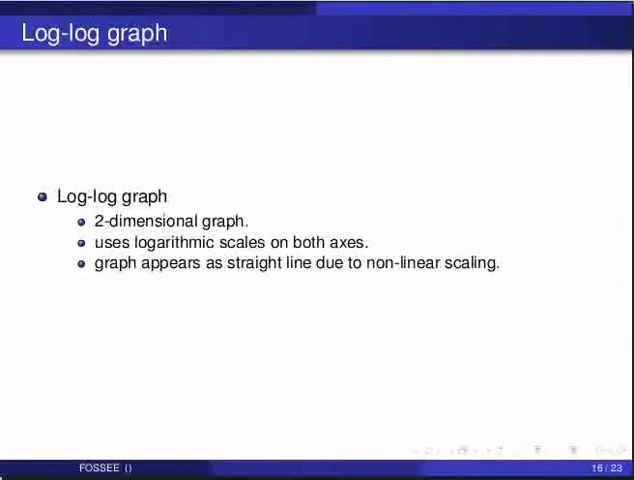 Log-log graph
Log-log graph
2-dimensional graph.
uses logarithmic scales on both axes.
graph appears as straight line due to non-linear scaling.
FOSSEE ()
16 / 23